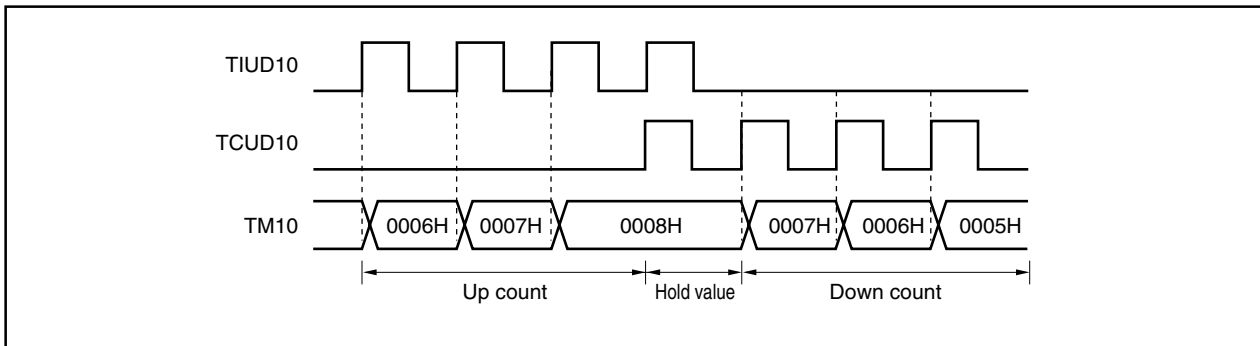 TIUD10
TCUD10
TM10 0006H 0007H 0008H 0007H 0006H 0005H
Up count Hold value Down count